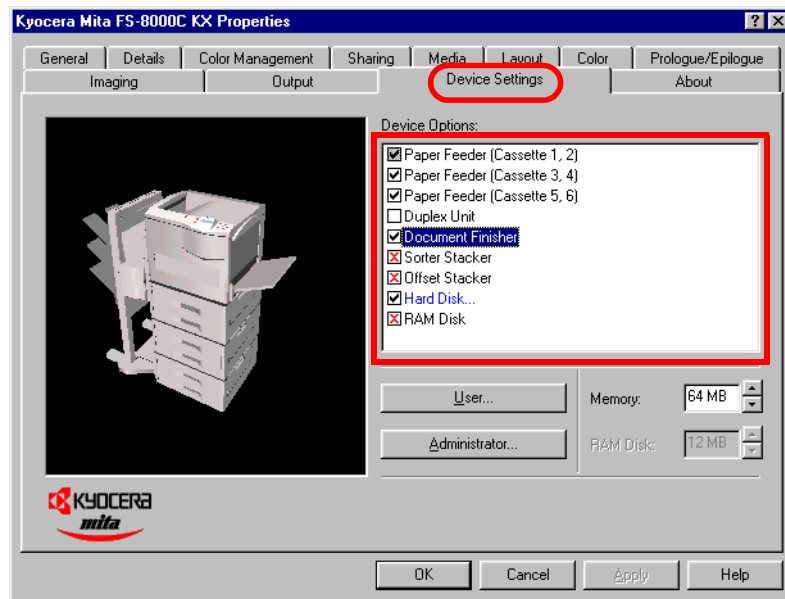 Kyocera Mita FS-8000C KX Properties
General Details Color Management Sharing Media Layout Color Prologue/Epilogue
Imaging Output Device Settings About
Device Options:
Paper Feeder (Cassette 1, 2)
Paper Feeder (Cassette 3, 4)
Paper Feeder (Cassette 5, 6)
Duplex Unit
Document Finisher
Sorter Stacker
Offset Stacker
Hard Disk...
RAM Disk
User... Memory: 64 MB
Administrator... RAM Disk: 12 MB
KYOCERA
mita
OK Cancel Apply Help